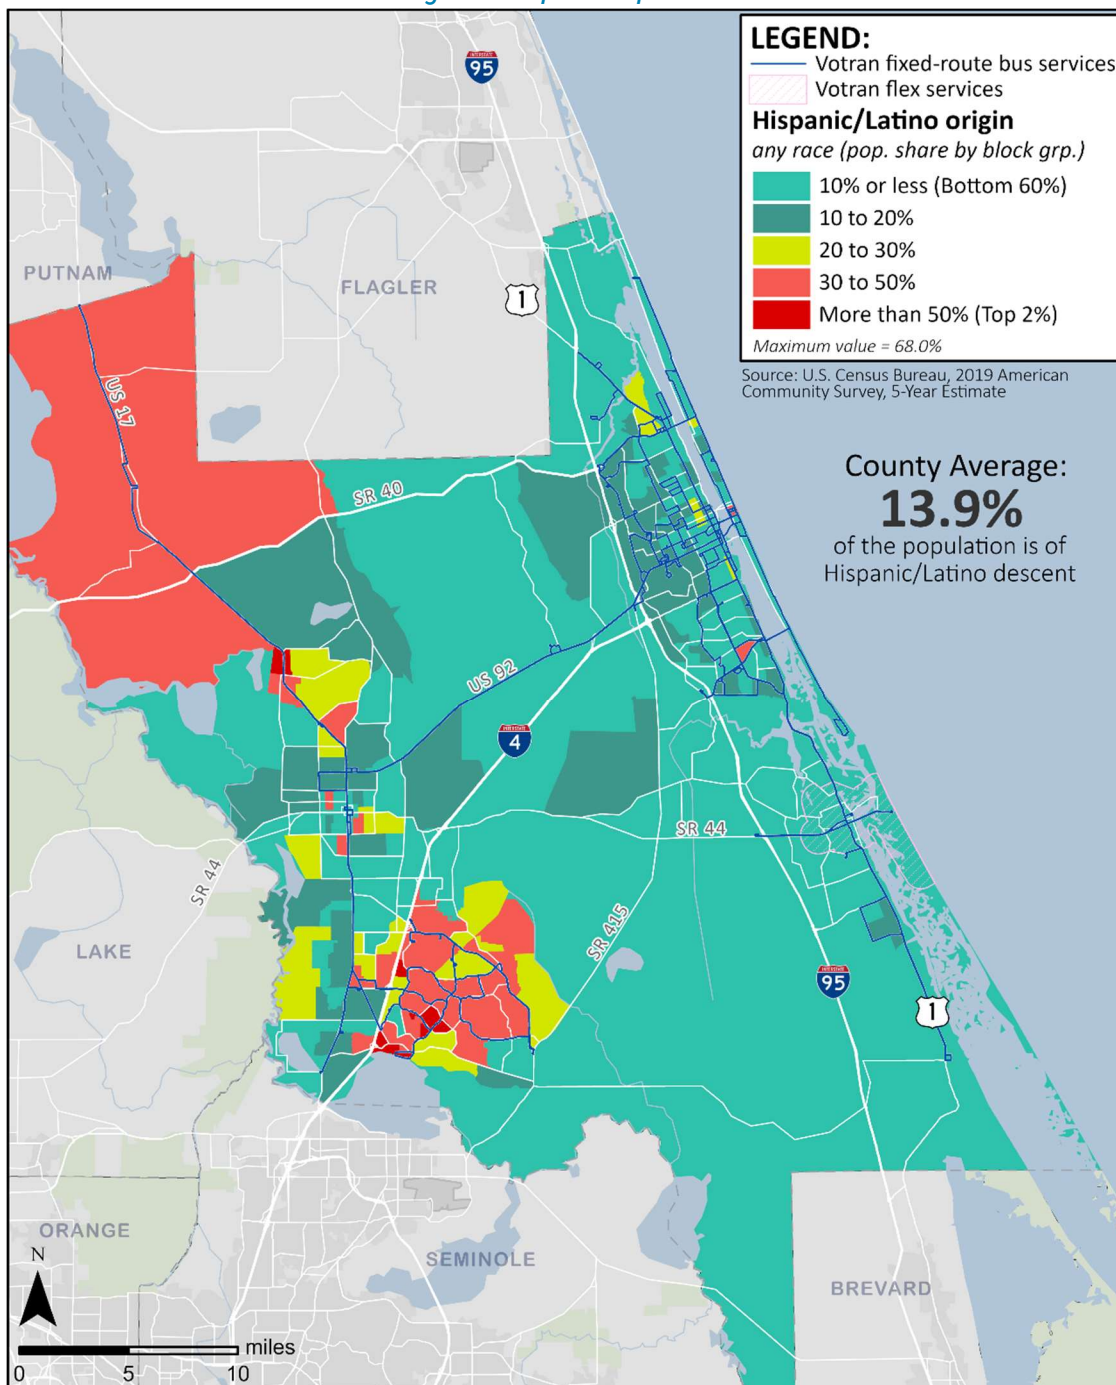 LEGEND:
Votran fixed-route bus services
Votran flex services
Hispanic/Latino origin
any race (pop. share by block grp.)
10% or less (Bottom 60%)
10 to 20%
20 to 30%
30 to 50%
More than 50% (Top 2%)
Maximum value = 68.0%
Source: U.S. Census Bureau, 2019 American
Community Survey, 5-Year Estimate
County Average:
13.9%
of the population is of
Hispanic/Latino descent
INTERSTATE
95
PUTNAM
FLAGLER
1
US 17
SR 40
US 92
INTERSTATE
4
SR 44
SR 44
SR 415
LAKE
INTERSTATE
95
1
ORANGE
SEMINOLE
BREVARD
N
miles
0 5 10